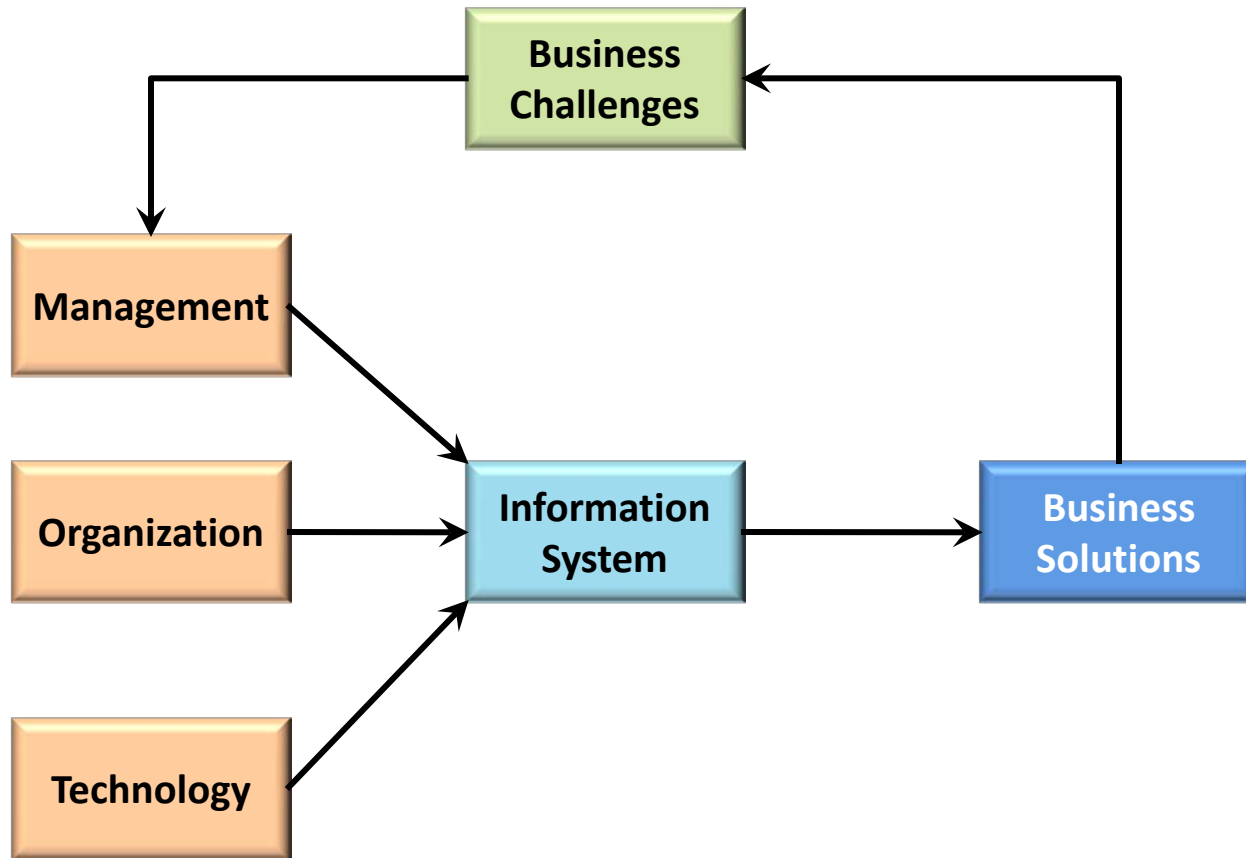 Business
Challenges
Management
Organization
Information
System
Business
Solutions
Technology